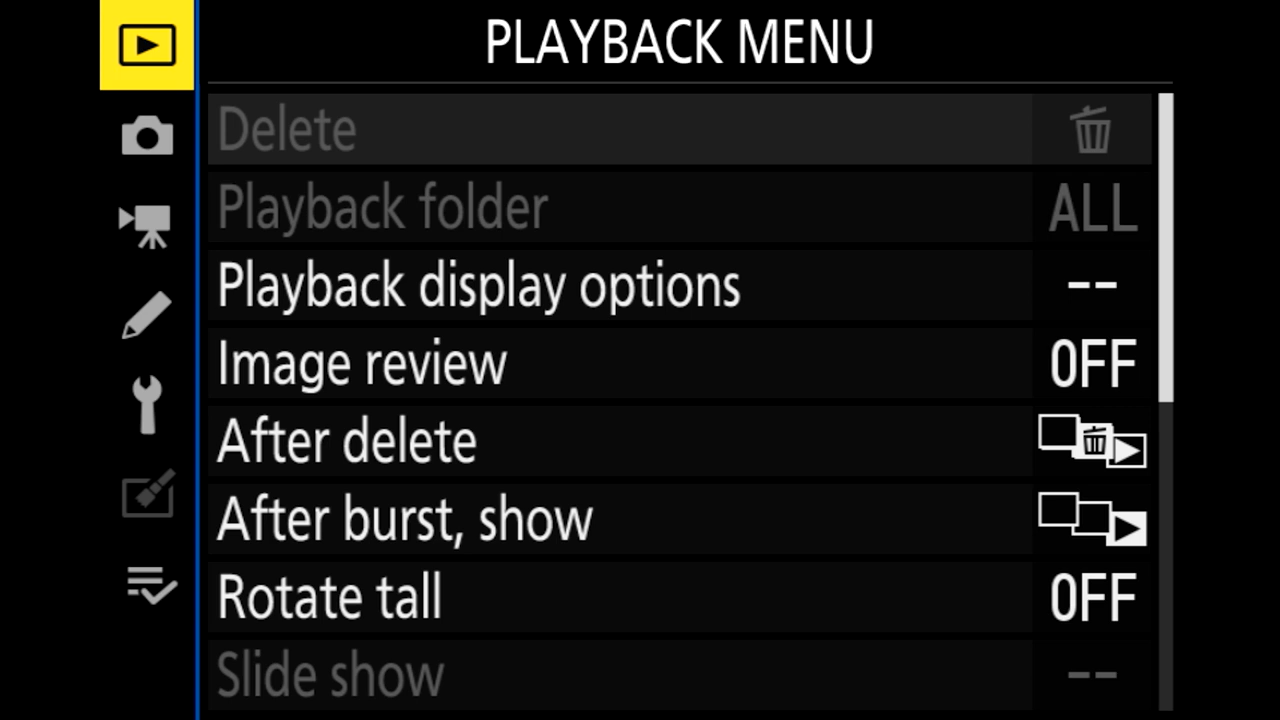 PLAYBACK MENU
Delete
Playback folder ALL
Playback display options --
Image review OFF
After delete
After burst, show
Rotate tall OFF
Slide show --